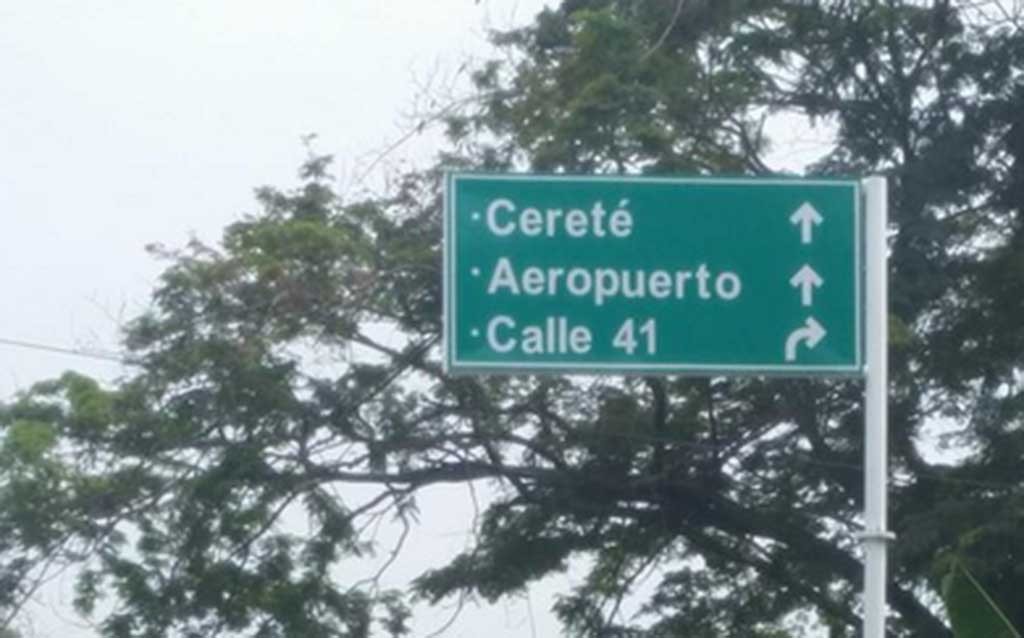 · Cereté ↑
· Aeropuerto ↑
· Calle 41 ↱